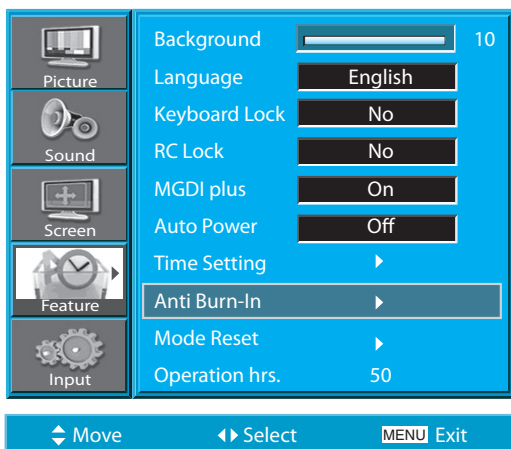 Picture
Sound
Screen
Feature
Input
Background 10
Language English
Keyboard Lock No
RC Lock No
MGDI plus On
Auto Power Off
Time Setting
Anti Burn-In
Mode Reset
Operation hrs. 50
Move Select MENU Exit